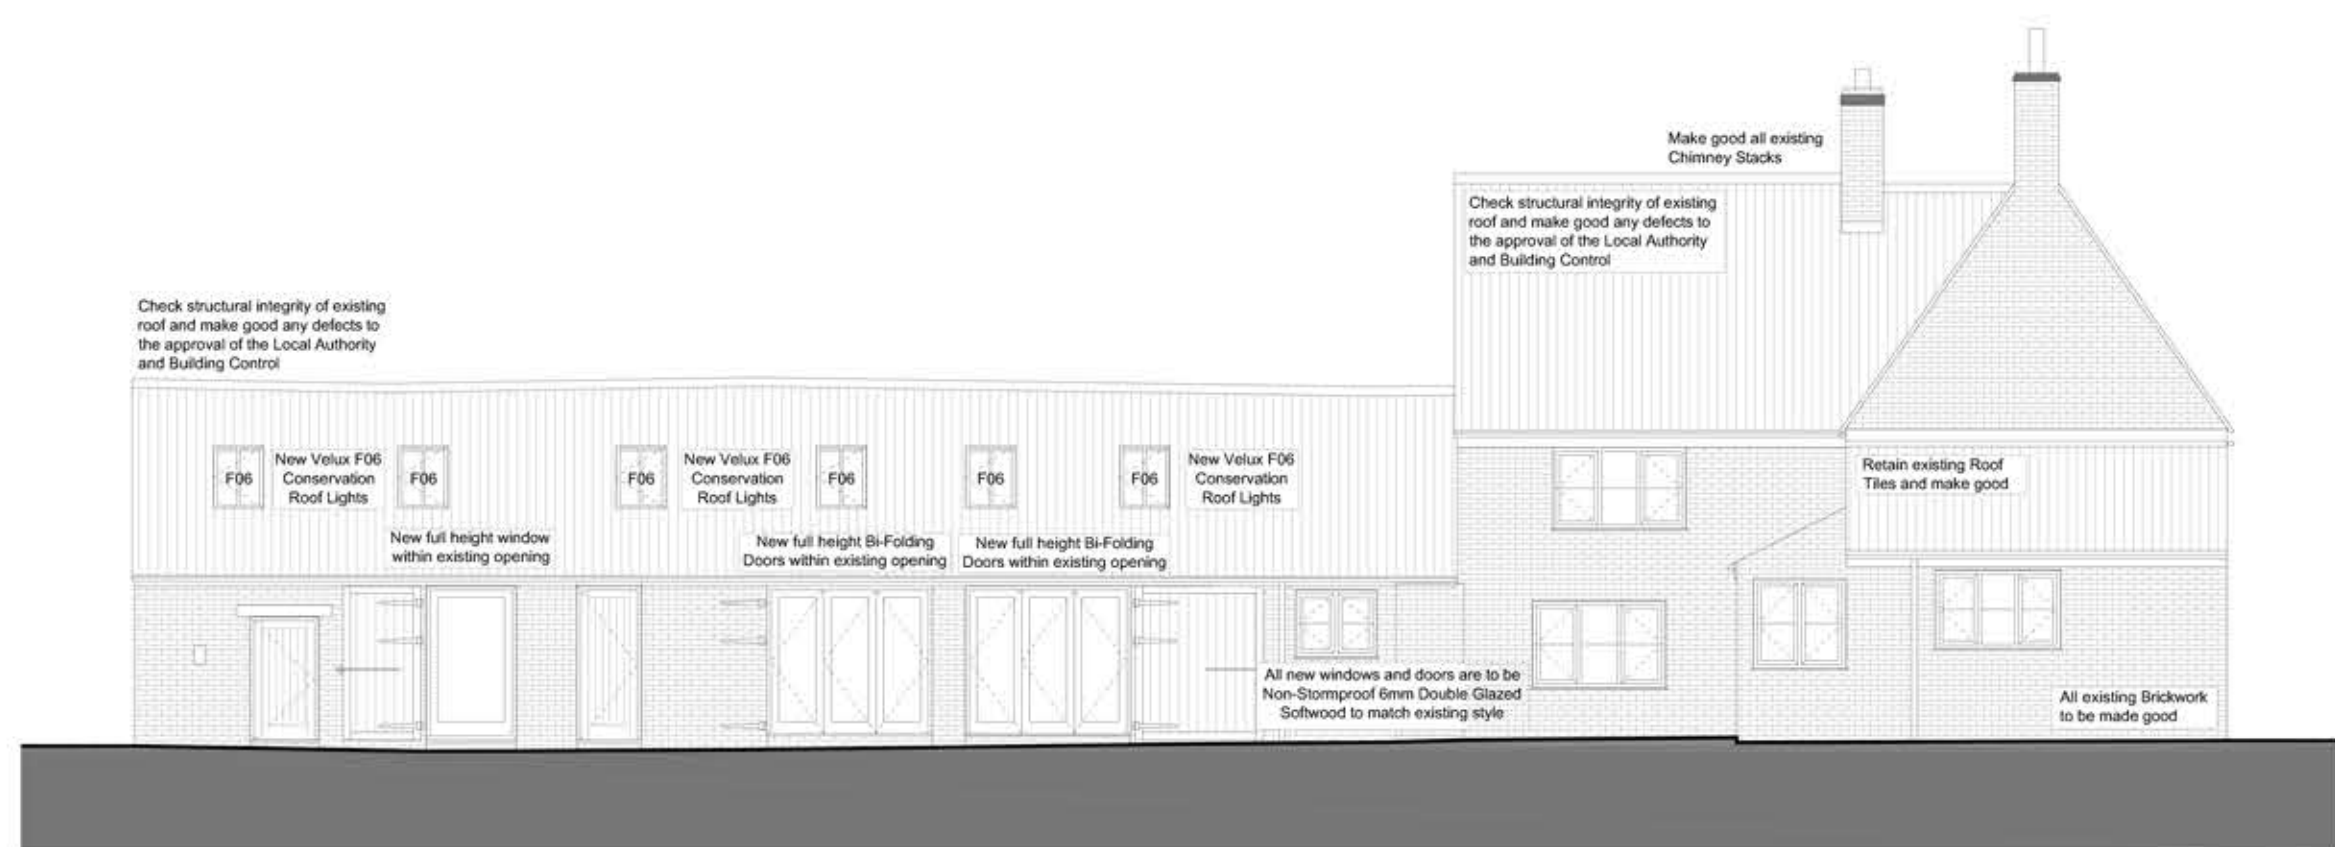 Make good all existing
Chimney Stacks
Check structural integrity of existing
roof and make good any defects to
the approval of the Local Authority
and Building Control
Check structural integrity of existing
roof and make good any defects to
the approval of the Local Authority
and Building Control
F06
New Velux F06
Conservation
Roof Lights
F06
F06
New Velux F06
Conservation
Roof Lights
F06
F06
F06
New Velux F06
Conservation
Roof Lights
Retain existing Roof
Tiles and make good
New full height window
within existing opening
New full height Bi-Folding
Doors within existing opening
New full height Bi-Folding
Doors within existing opening
All new windows and doors are to be
Non-Stormproof 6mm Double Glazed
Softwood to match existing style
All existing Brickwork
to be made good